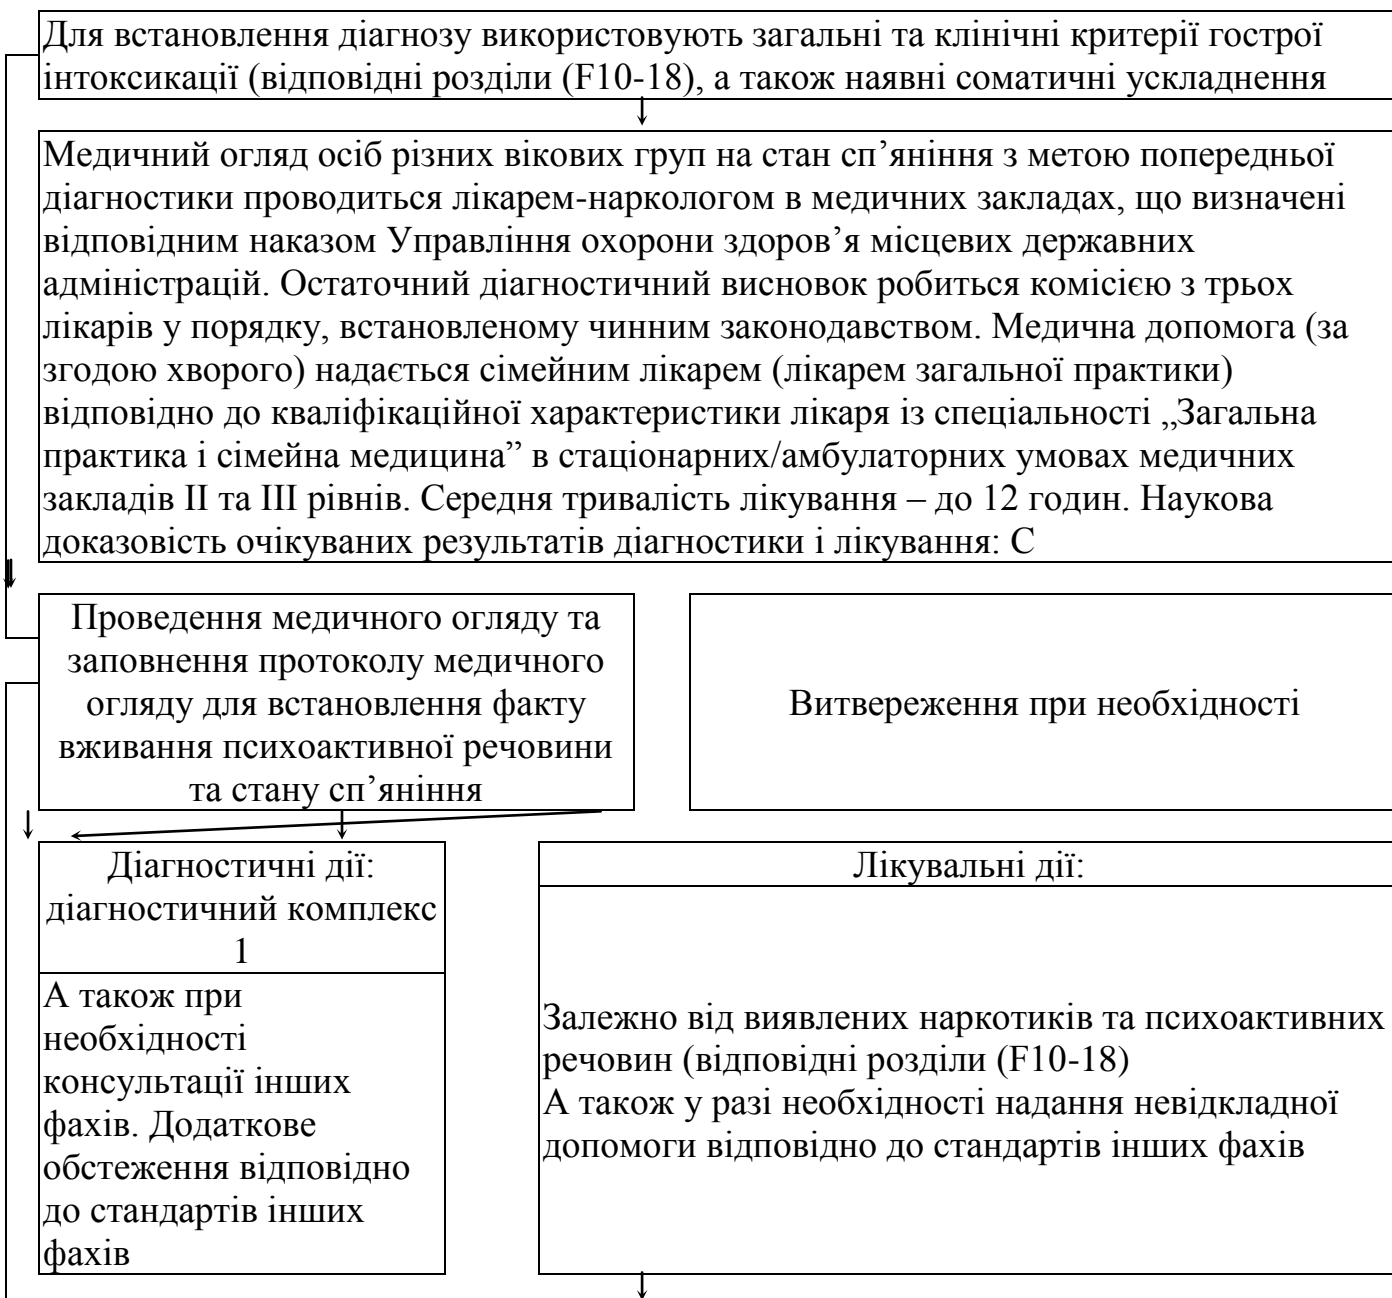 Для встановлення діагнозу використовують загальні та клінічні критерії гострої
інтоксикації (відповідні розділи (F10-18), а також наявні соматичні ускладнення
Медичний огляд осіб різних вікових груп на стан сп’яніння з метою попередньої
діагностики проводиться лікарем-наркологом в медичних закладах, що визначені
відповідним наказом Управління охорони здоров’я місцевих державних
адміністрацій. Остаточний діагностичний висновок робиться комісією з трьох
лікарів у порядку, встановленому чинним законодавством. Медична допомога (за
згодою хворого) надається сімейним лікарем (лікарем загальної практики)
відповідно до кваліфікаційної характеристики лікаря із спеціальності „Загальна
практика і сімейна медицина” в стаціонарних/амбулаторних умовах медичних
закладів II та III рівнів. Середня тривалість лікування – до 12 годин. Наукова
доказовість очікуваних результатів діагностики і лікування: С
Проведення медичного огляду та
заповнення протоколу медичного
огляду для встановлення факту
вживання психоактивної речовини
та стану сп’яніння
Витвереження при необхідності
Діагностичні дії:
діагностичний комплекс
1
А також при
необхідності
консультації інших
фахів. Додаткове
обстеження відповідно
до стандартів інших
фахів
Лікувальні дії:
Залежно від виявлених наркотиків та психоактивних
речовин (відповідні розділи (F10-18)
А також у разі необхідності надання невідкладної
допомоги відповідно до стандартів інших фахів